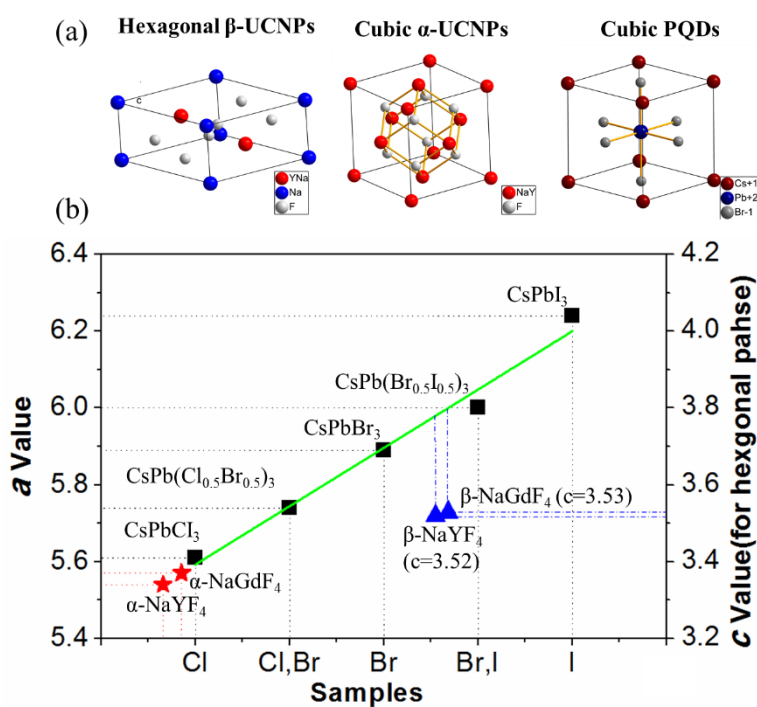 (a)
Hexagonal β-UCNPs
Cubic α-UCNPs
Cubic PQDs
c
YNa
Na
F
NaY
F
Cs+1
Pb+2
Br-1
(b)
6.4
6.2
6.0
5.8
5.6
5.4
a Value
4.2
4.0
3.8
3.6
3.4
3.2
c Value(for hexgonal pahse)
CsPbI₃
CsPb(Br₀.₅I₀.₅)₃
CsPbBr₃
CsPb(Cl₀.₅Br₀.₅)₃
CsPbCl₃
β-NaGdF₄ (c=3.53)
β-NaYF₄
(c=3.52)
α-NaGdF₄
α-NaYF₄
Cl
Cl,Br
Br
Br,I
I
Samples